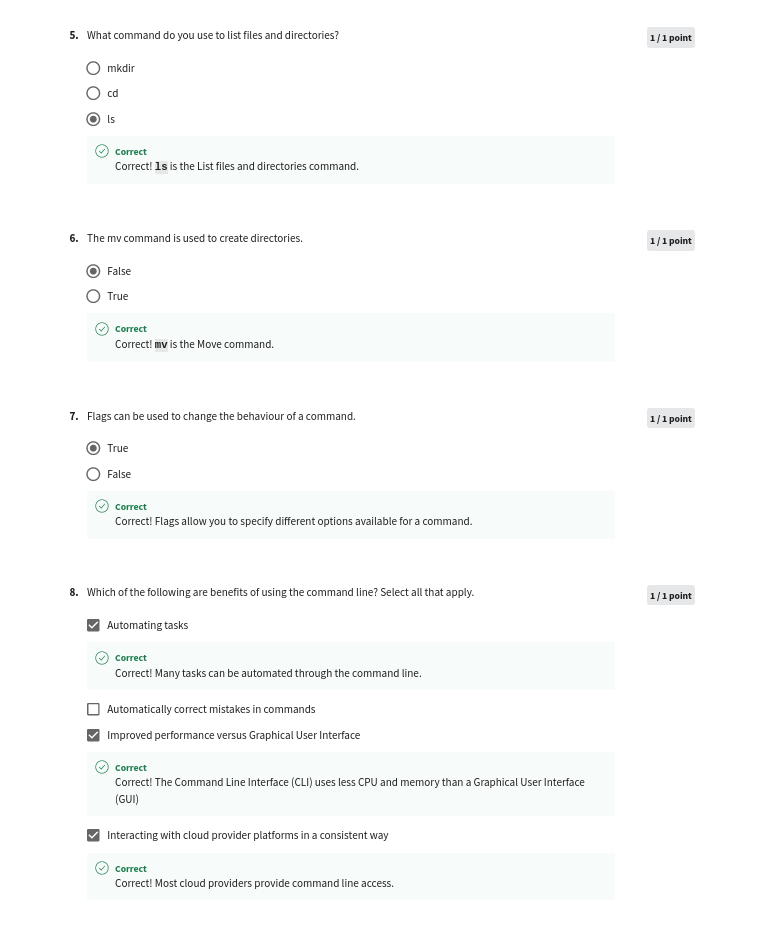 5. What command do you use to list files and directories?
1 / 1 point
mkdir
cd
ls
Correct
Correct! ls is the List files and directories command.
6. The mv command is used to create directories.
1 / 1 point
False
True
Correct
Correct! mv is the Move command.
7. Flags can be used to change the behaviour of a command.
1 / 1 point
True
False
Correct
Correct! Flags allow you to specify different options available for a command.
8. Which of the following are benefits of using the command line? Select all that apply.
1 / 1 point
Automating tasks
Correct
Correct! Many tasks can be automated through the command line.
Automatically correct mistakes in commands
Improved performance versus Graphical User Interface
Correct
Correct! The Command Line Interface (CLI) uses less CPU and memory than a Graphical User Interface
(GUI)
Interacting with cloud provider platforms in a consistent way
Correct
Correct! Most cloud providers provide command line access.